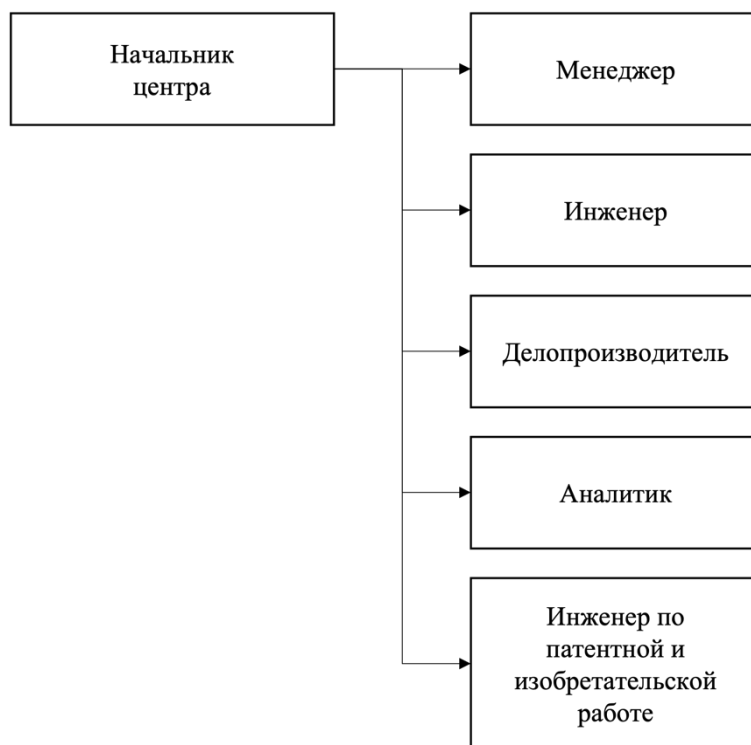 Начальник
центра
Менеджер
Инженер
Делопроизводитель
Аналитик
Инженер по
патентной и
изобретательской
работе